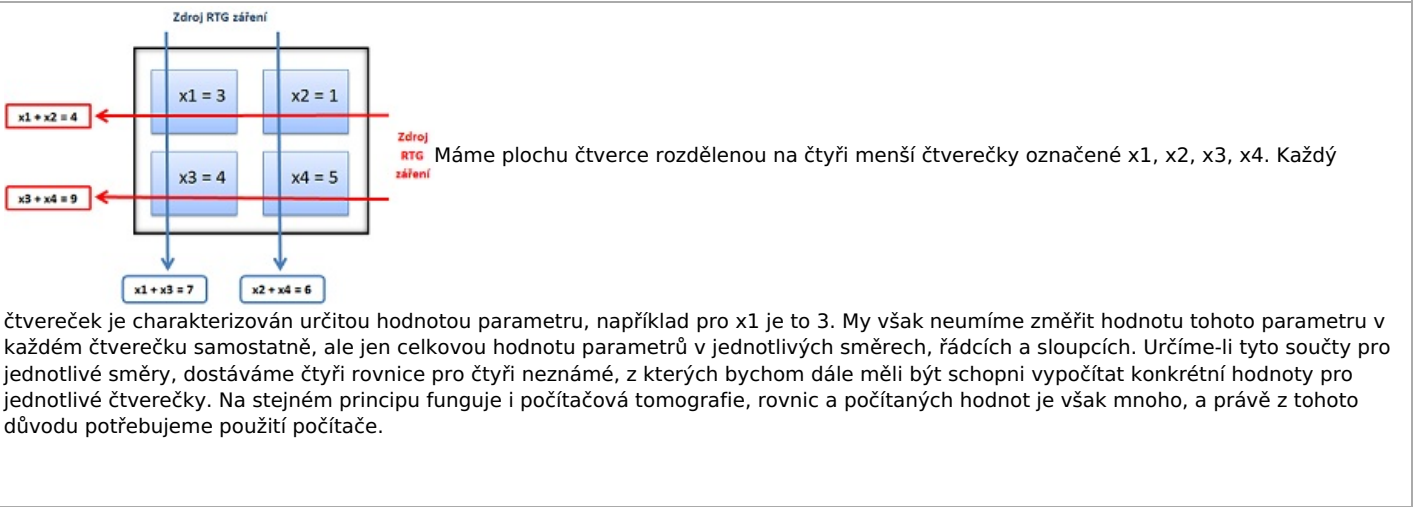 Zdroj RTG záření
x1 = 3
x2 = 1
x1 + x2 = 4
Zdroj
RTG
záření
Máme plochu čtverce rozdělenou na čtyři menší čtverečky označené x1, x2, x3, x4. Každý
x3 = 4
x4 = 5
x3 + x4 = 9
x1 + x3 = 7
x2 + x4 = 6
čtvereček je charakterizován určitou hodnotou parametru, například pro x1 je to 3. My však neumíme změřit hodnotu tohoto parametru v
každém čtverečku samostatně, ale jen celkovou hodnotu parametrů v jednotlivých směrech, řádcích a sloupcích. Určíme-li tyto součty pro
jednotlivé směry, dostáváme čtyři rovnice pro čtyři neznámé, z kterých bychom dále měli být schopni vypočítat konkrétní hodnoty pro
jednotlivé čtverečky. Na stejném principu funguje i počítačová tomografie, rovnic a počítaných hodnot je však mnoho, a právě z tohoto
důvodu potřebujeme použití počítače.